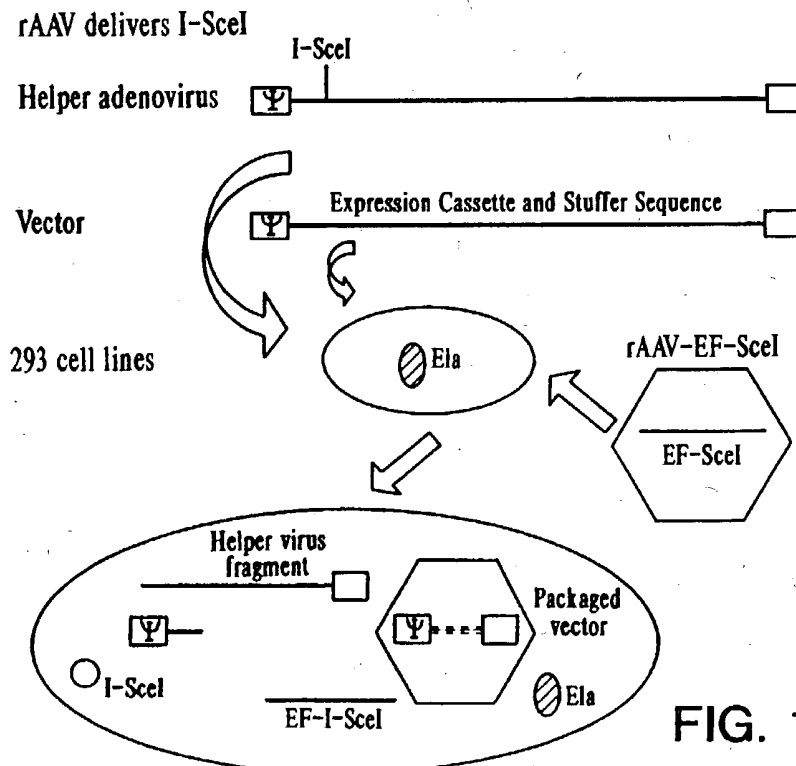 rAAV delivers I-SceI
I-SceI
Helper adenovirus
Ψ
Vector
Ψ
Expression Cassette and Stuffer Sequence
293 cell lines
Ela
rAAV-EF-SceI
EF-SceI
Helper virus
fragment
Ψ
I-SceI
EF-I-SceI
Ψ
Packaged
vector
Ela
FIG.